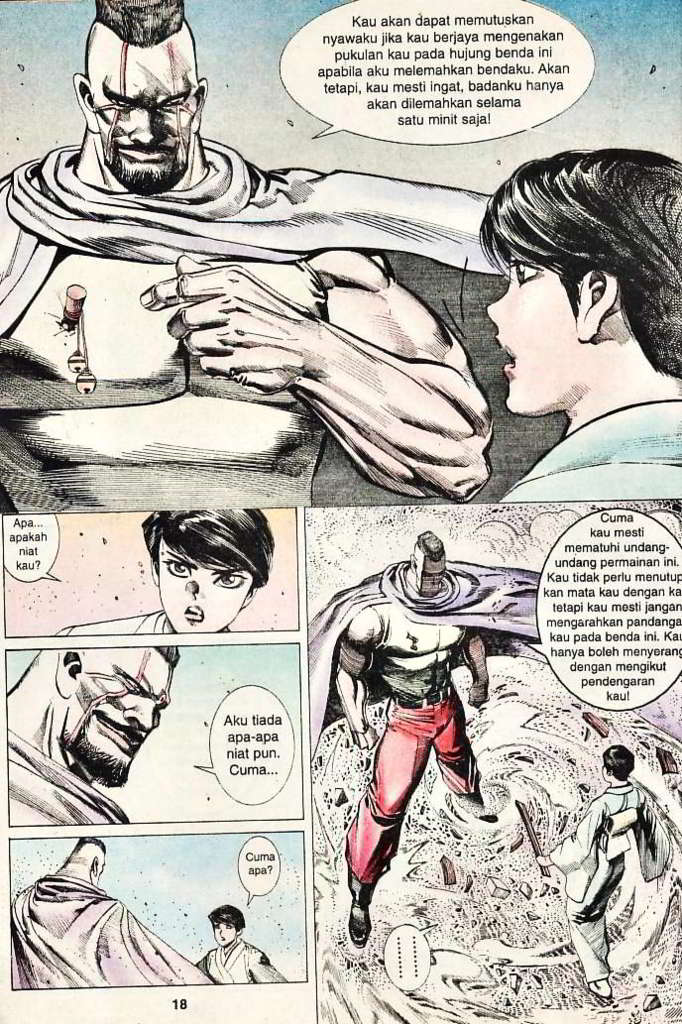 Kau akan dapat memutuskan
nyawaku jika kau berjaya mengenakan
pukulan kau pada hujung benda ini
apabila aku melemahkan bendaku. Akan
tetapi, kau mesti ingat, badanku hanya
akan dilemahkan selama
satu minit saja!
Apa...
apakah
niat
kau?
Aku tiada
apa-apa
niat pun.
Cuma...
Cuma
apa?
Cuma
kau mesti
mematuhi undang-
undang permainan ini.
Kau tidak perlu menutup
kan mata kau dengan ka
tetapi kau mesti jangan
mengarahkan pandanga
kau pada benda ini. Kau
hanya boleh menyerang
dengan mengikut
pendengaran
kau!
18